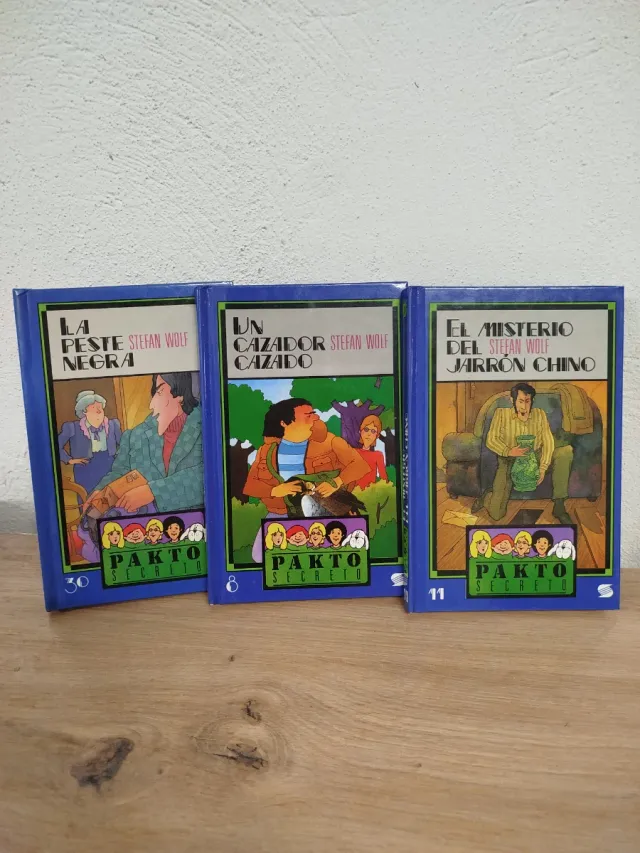 LA
PESTE STEFAN WOLF
NEGRA
PAKTO
SECRETO
30
UN
CAZADOR STEFAN WOLF
CAZADO
PAKTO
SECRETO
8
EL MISTERIO
DEL STEFAN WOLF
JARRÓN CHINO
PAKTO
SECRETO
11